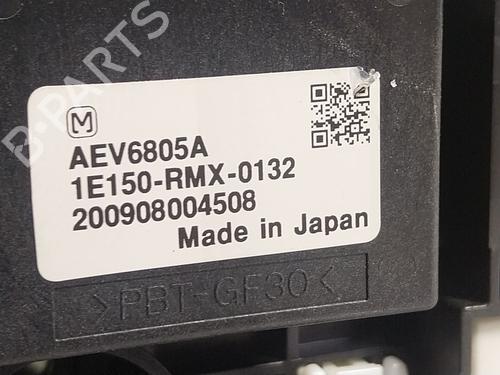 B-PARTS
M
AEV6805A
1E150-RMX-0132
200908004508
Made in Japan
>PBT-GF30<